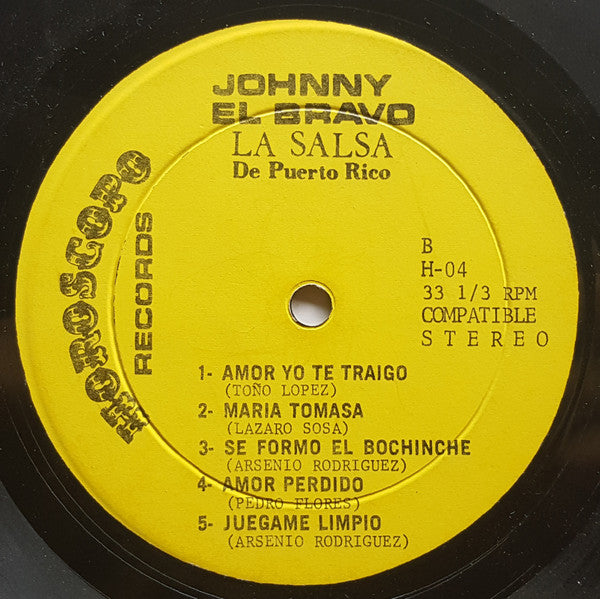 JOHNNY
EL BRAVO
LA SALSA
De Puerto Rico
HOROSCOPO
RECORDS
B
H-04
33 1/3 RPM
COMPATIBLE
STEREO
1- AMOR YO TE TRAIGO
(TOÑO LOPEZ)
2- MARIA TOMASA
(LAZARO SOSA)
3- SE FORMO EL BOCHINCHE
(ARSENIO RODRIGUEZ)
4- AMOR PERDIDO
(PEDRO FLORES)
5- JUEGAME LIMPIO
(ARSENIO RODRIGUEZ)